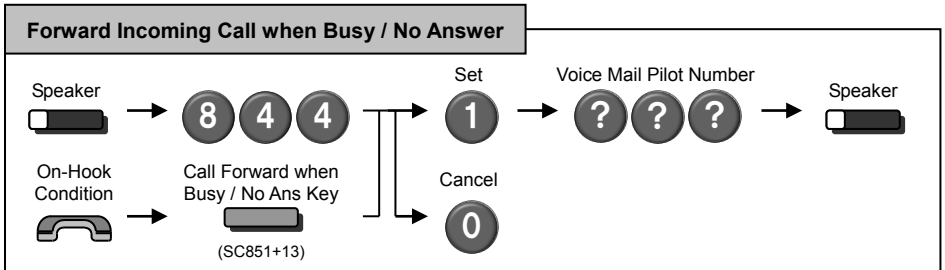 Forward Incoming Call when Busy / No Answer
Speaker
8 4 4
Set
1
Voice Mail Pilot Number
? ? ?
Speaker
On-Hook
Condition
Call Forward when
Busy / No Ans Key
(SC851+13)
Cancel
0